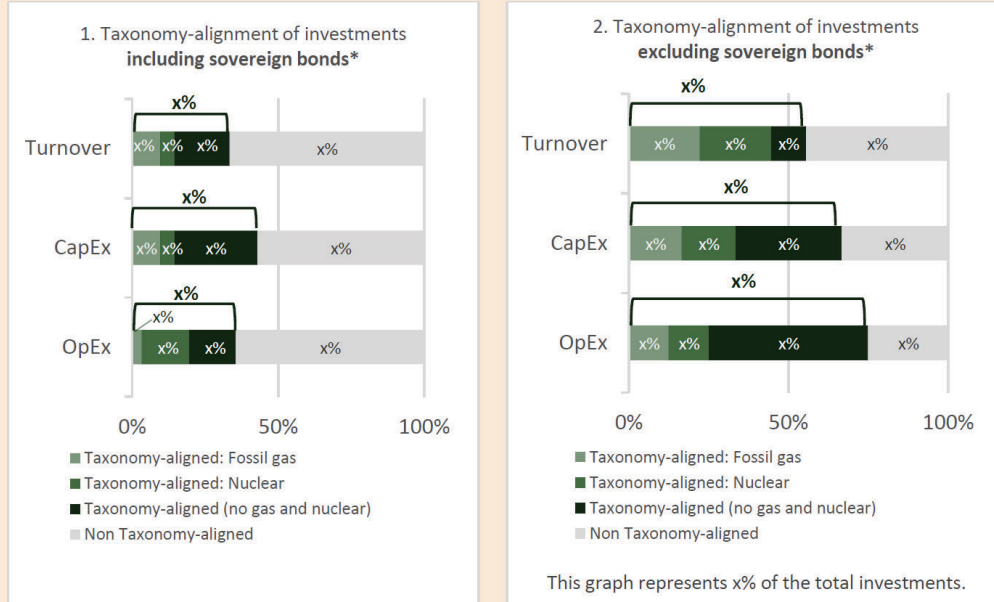 1. Taxonomy-alignment of investments
including sovereign bonds*
x%
Turnover
x% x% x% x%
x%
CapEx
x% x% x% x%
x%
x%
OpEx
x% x% x%
0% 50% 100%
Taxonomy-aligned: Fossil gas
Taxonomy-aligned: Nuclear
Taxonomy-aligned (no gas and nuclear)
Non Taxonomy-aligned
2. Taxonomy-alignment of investments
excluding sovereign bonds*
x%
Turnover
x% x% x% x%
x%
CapEx
x% x% x% x%
x%
OpEx
x% x% x% x%
0% 50% 100%
Taxonomy-aligned: Fossil gas
Taxonomy-aligned: Nuclear
Taxonomy-aligned (no gas and nuclear)
Non Taxonomy-aligned
This graph represents x% of the total investments.